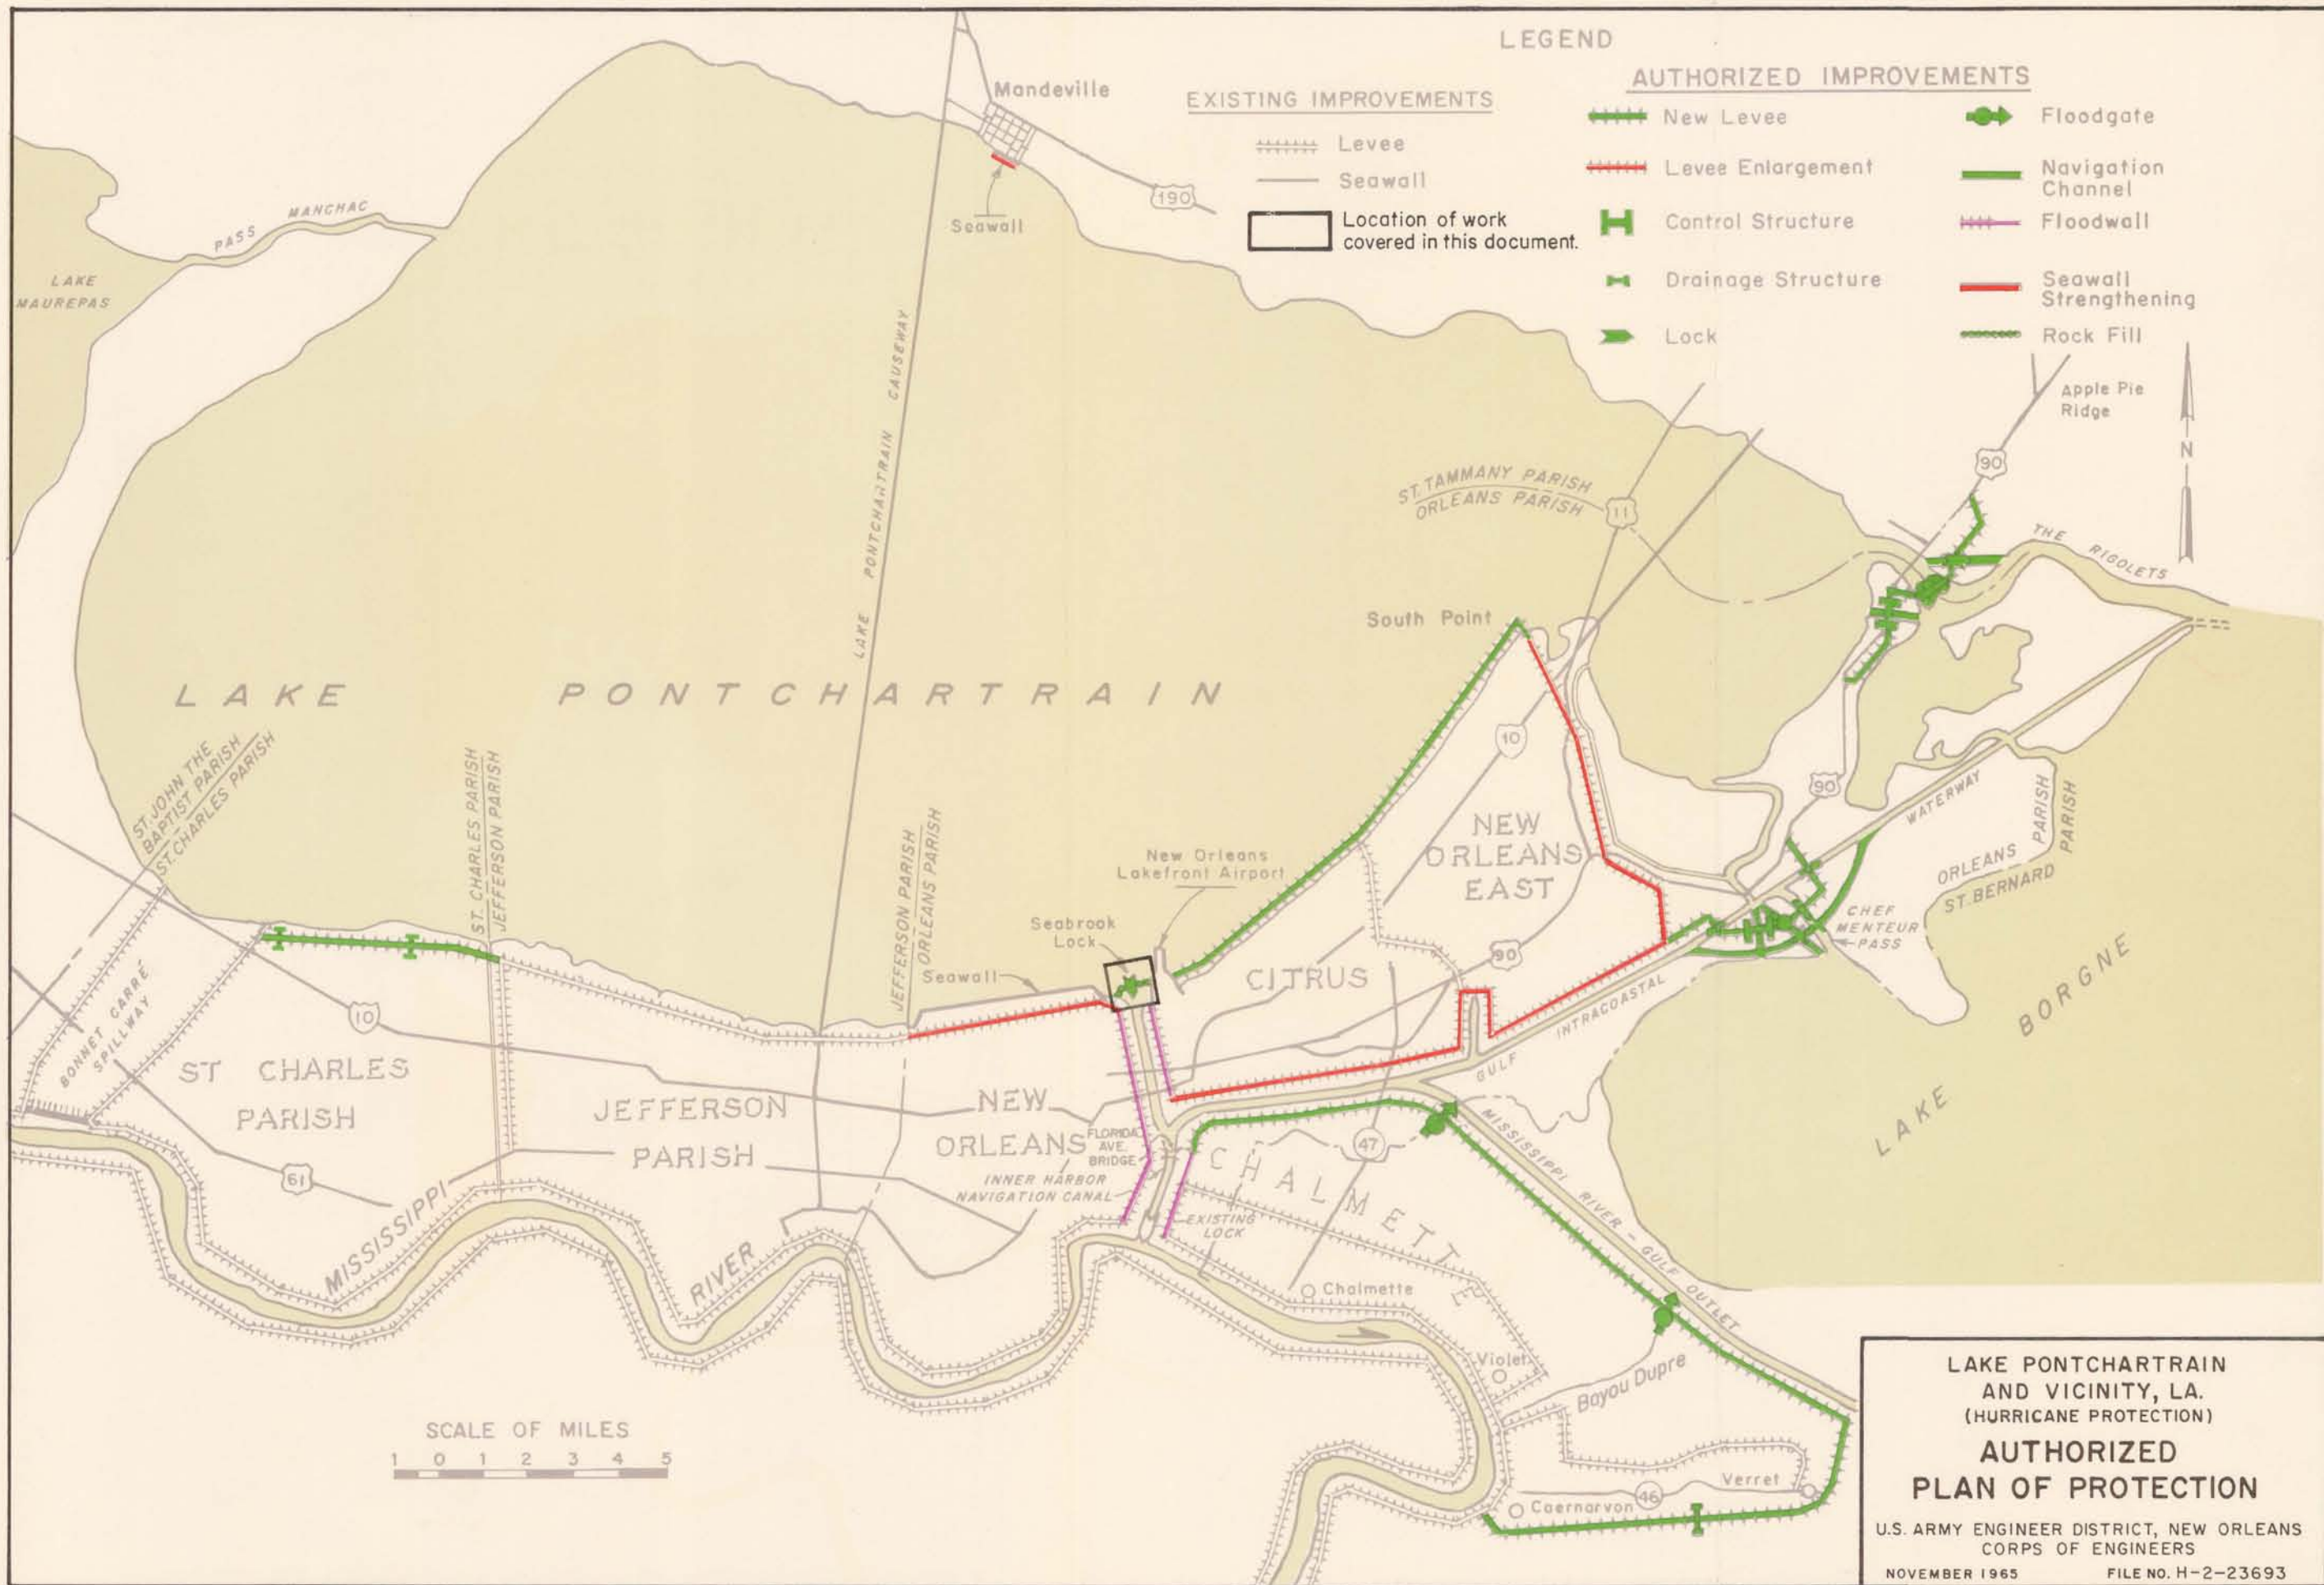 LEGEND
EXISTING IMPROVEMENTS
Levee
Seawall
Location of work
covered in this document.
AUTHORIZED IMPROVEMENTS
New Levee
Levee Enlargement
Control Structure
Drainage Structure
Lock
Floodgate
Navigation
Channel
Floodwall
Seawall
Strengthening
Rock Fill
Mandeville
190
Seawall
PASS MANCHAC
LAKE
MAUREPAS
LAKE PONTCHARTRAIN CAUSEWAY
Apple Pie
Ridge
N
90
ST. TAMMANY PARISH
ORLEANS PARISH
11
THE RIGOLETS
South Point
LAKE PONTCHARTRAIN
10
90
WATERWAY
ST. JOHN THE
BAPTIST PARISH
ST. CHARLES PARISH
ST. CHARLES PARISH
JEFFERSON PARISH
JEFFERSON PARISH
ORLEANS PARISH
New Orleans
Lakefront Airport
NEW
ORLEANS
EAST
ORLEANS PARISH
ST. BERNARD PARISH
Seabrook
Lock
Seawall
CITRUS
90
CHEF
MENTEUR
PASS
BONNET CARRÉ
SPILLWAY
10
GULF INTRACOASTAL
LAKE BORGNE
ST CHARLES
PARISH
JEFFERSON
PARISH
NEW
ORLEANS
FLORIDA
AVE.
BRIDGE
INNER HARBOR
NAVIGATION CANAL
EXISTING
LOCK
CHALMETTE
47
MISSISSIPPI RIVER - GULF OUTLET
61
MISSISSIPPI RIVER
Chalmette
Violet
Bayou Dupre
Verret
46
Caernarvon
SCALE OF MILES
1 0 1 2 3 4 5
LAKE PONTCHARTRAIN
AND VICINITY, LA.
(HURRICANE PROTECTION)
AUTHORIZED
PLAN OF PROTECTION
U.S. ARMY ENGINEER DISTRICT, NEW ORLEANS
CORPS OF ENGINEERS
NOVEMBER 1965 FILE NO. H-2-23693